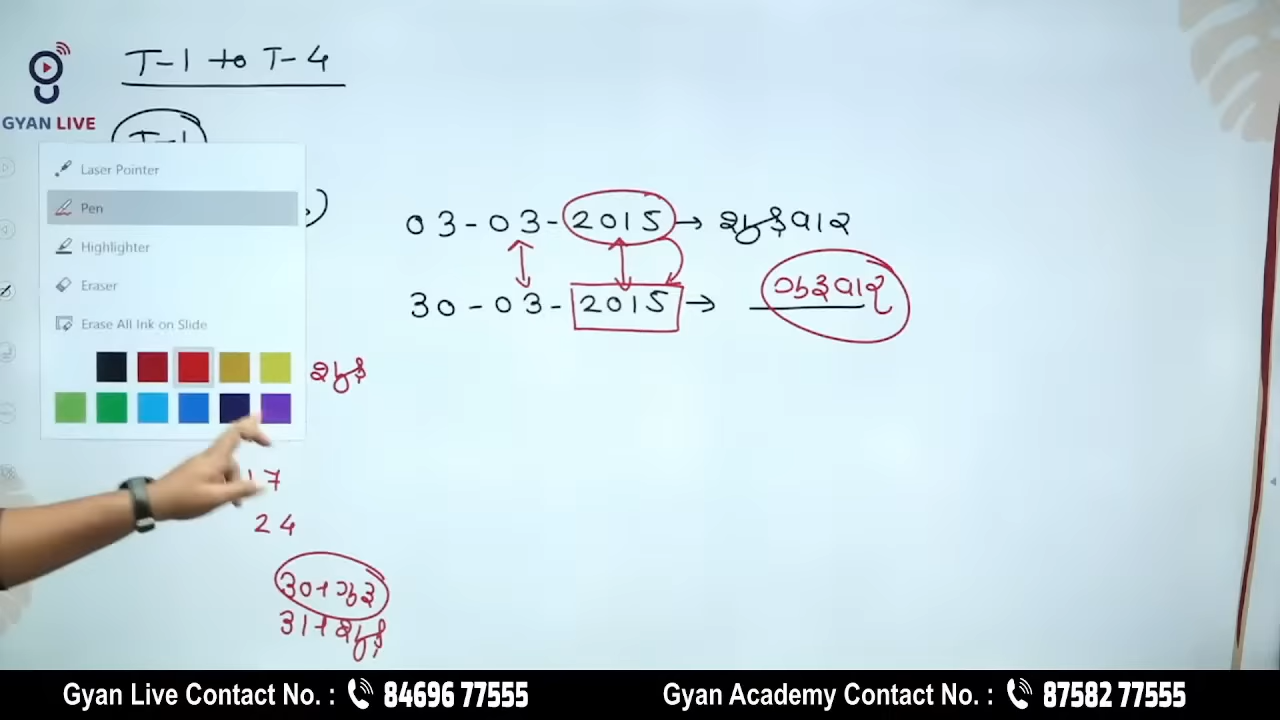 T-1 to T-4
GYAN LIVE
T-1
Laser Pointer
Pen
Highlighter
Eraser
Erase All Ink on Slide
03-03-2015→ શુક્રવાર
30-03-2015→ ગુરૂવાર
શુક્ર
17
24
30→ગુરૂ
31→શુક્ર
Gyan Live Contact No. : 84696 77555
Gyan Academy Contact No. : 87582 77555